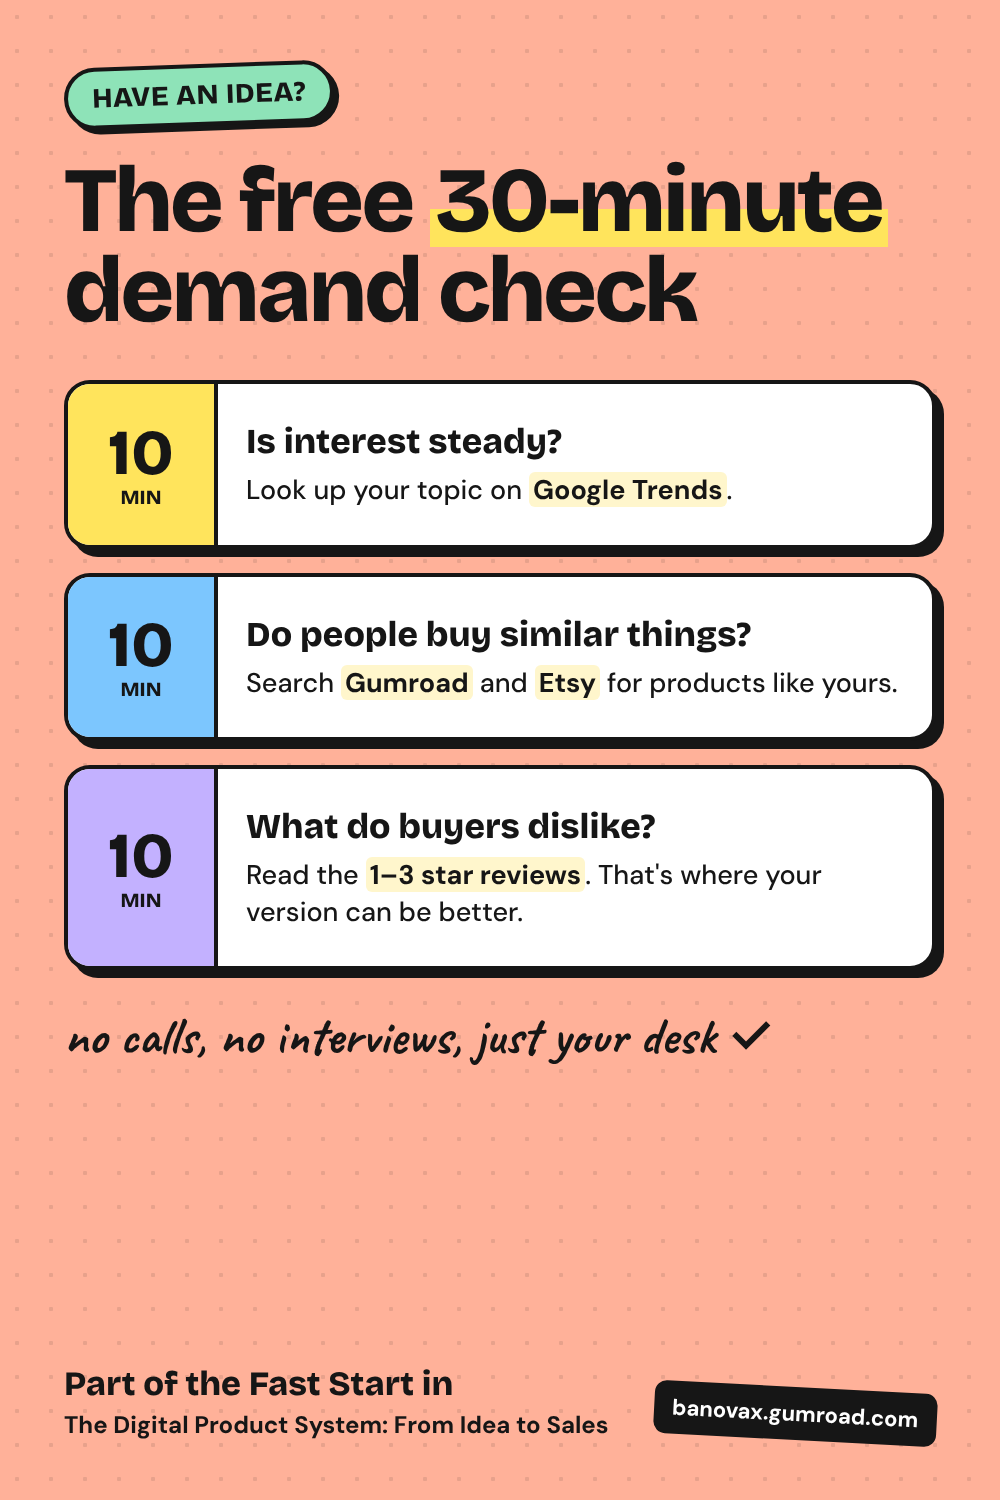 HAVE AN IDEA?
The free 30-minute
demand check
10
MIN
Is interest steady?
Look up your topic on Google Trends.
10
MIN
Do people buy similar things?
Search Gumroad and Etsy for products like yours.
10
MIN
What do buyers dislike?
Read the 1–3 star reviews. That's where your
version can be better.
no calls, no interviews, just your desk ✓
Part of the Fast Start in
The Digital Product System: From Idea to Sales
banovax.gumroad.com